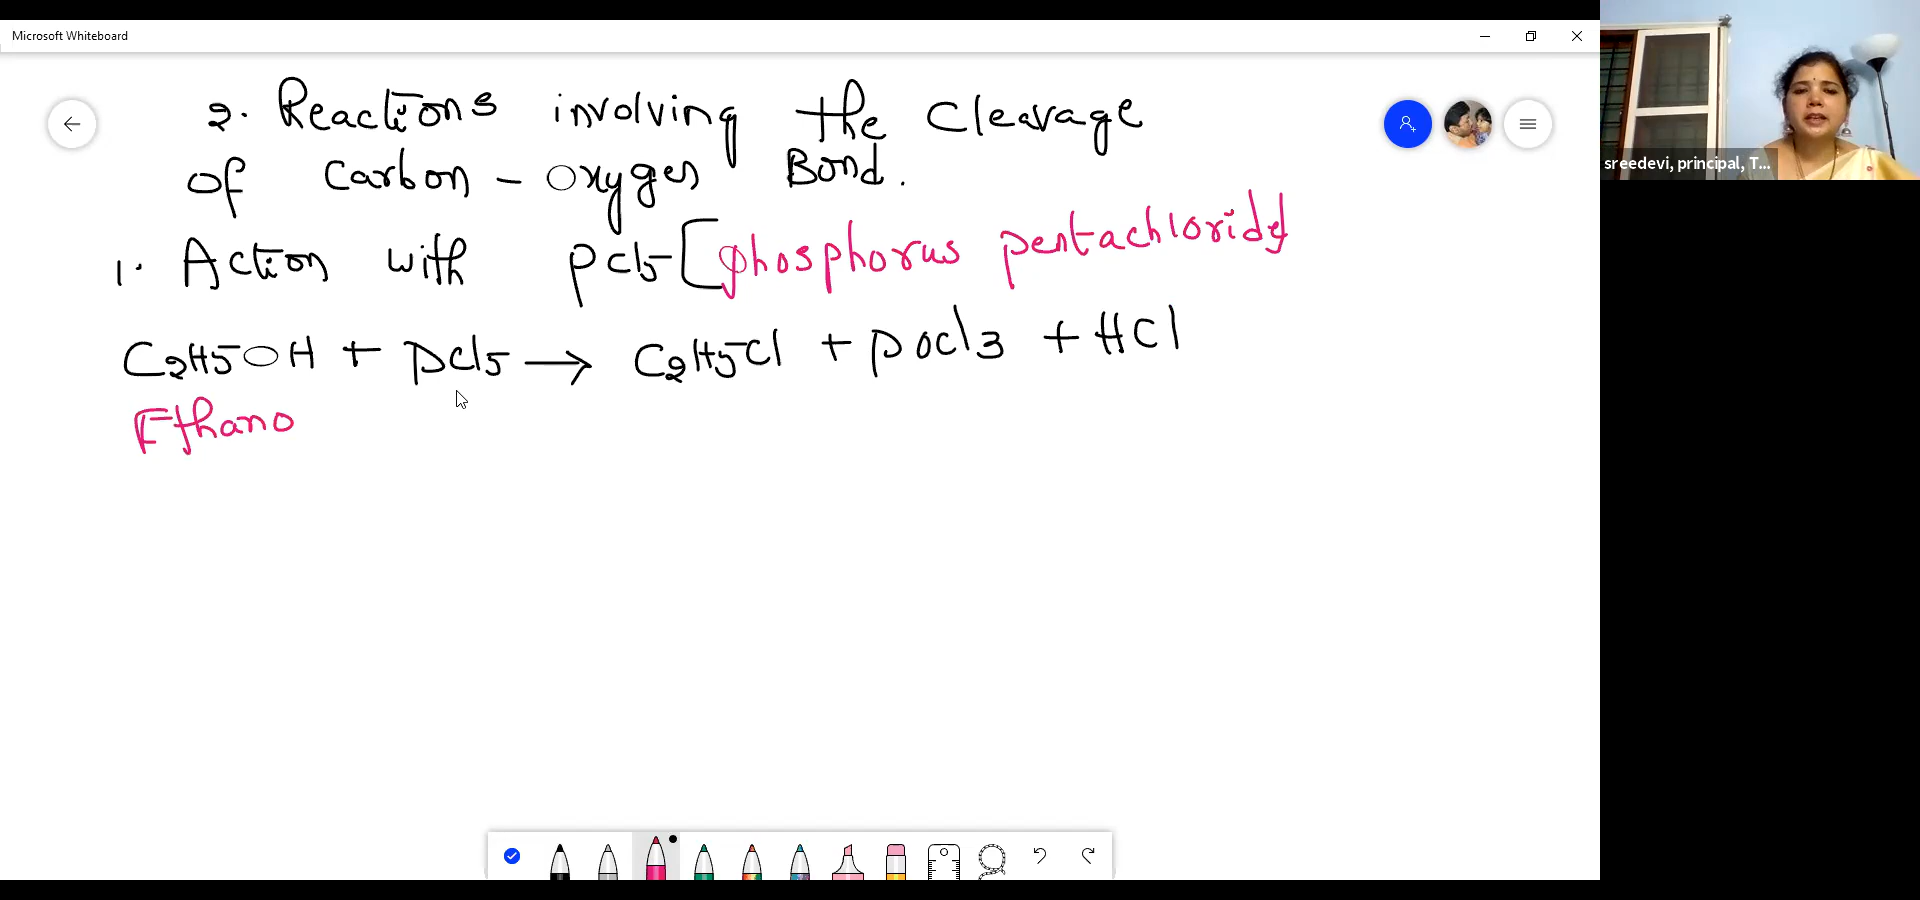 Microsoft Whiteboard
2. Reactions involving the Cleavage
of Carbon - Oxygen Bond.
1. Action with pcl5 [phosphorus pentachloride]
C2H5OH + pcl5 → C2H5Cl + pocl3 + HCl
Ethano
sreedevi, principal, T...